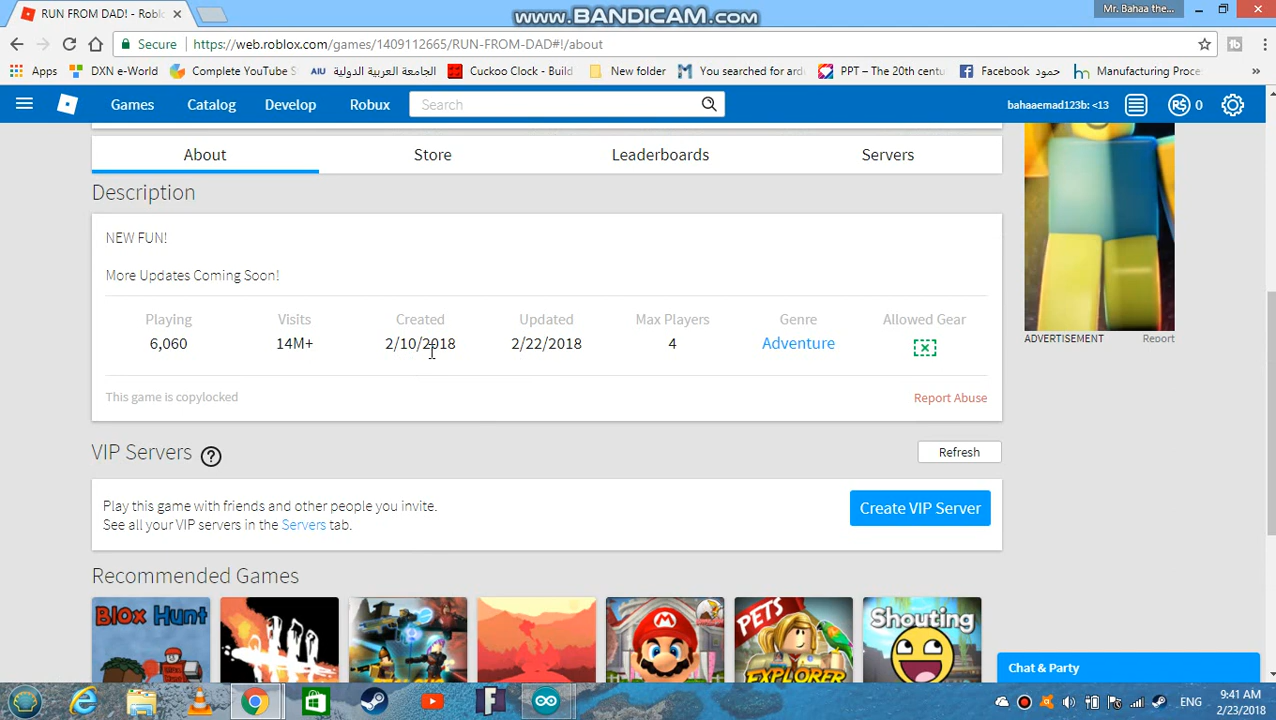 www.BANDICAM.com
RUN FROM DAD! - Roblo
Mr. Bahaa the...
Secure https://web.roblox.com/games/1409112665/RUN-FROM-DAD#!/about
Apps DXN e-World Complete YouTube S AIU الجامعة العربية الدولية Cuckoo Clock - Build New folder You searched for ard PPT – The 20th centu Facebook حمود Manufacturing Proce »
Games Catalog Develop Robux Search bahaaemad123b: <13 R$ 0
About Store Leaderboards Servers
Description
NEW FUN!
More Updates Coming Soon!
Playing Visits Created Updated Max Players Genre Allowed Gear
6,060 14M+ 2/10/2018 2/22/2018 4 Adventure
ADVERTISEMENT Report
This game is copylocked Report Abuse
VIP Servers ? Refresh
Play this game with friends and other people you invite.
See all your VIP servers in the Servers tab.
Create VIP Server
Recommended Games
Blox Hunt
PETS
EXPLORER
Shouting
Chat & Party
ENG
9:41 AM
2/23/2018